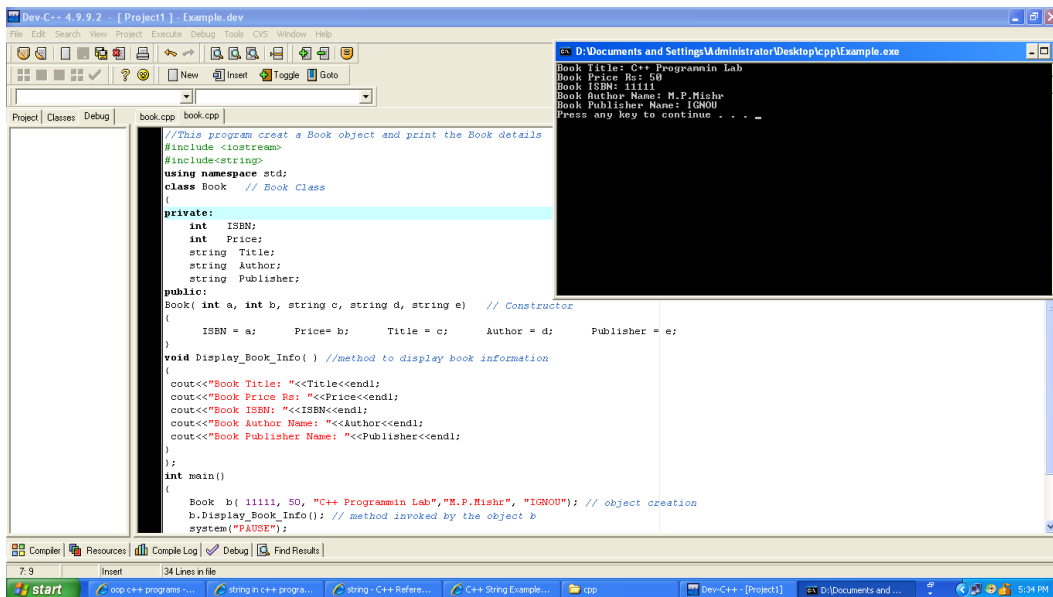 Dev-C++ 4.9.9.2 - [ Project1 ] - Example.dev
File Edit Search View Project Execute Debug Tools CVS Window Help
New Insert Toggle Goto
Project Classes Debug
book.cpp book.cpp
//This program creat a Book object and print the Book details
#include <iostream>
#include<string>
using namespace std;
class Book // Book Class
{
private:
int ISBN;
int Price;
string Title;
string Author;
string Publisher;
public:
Book( int a, int b, string c, string d, string e) // Constructor
{
ISBN = a; Price= b; Title = c; Author = d; Publisher = e;
}
void Display_Book_Info( ) //method to display book information
{
cout<<"Book Title: "<<Title<<endl;
cout<<"Book Price Rs: "<<Price<<endl;
cout<<"Book ISBN: "<<ISBN<<endl;
cout<<"Book Author Name: "<<Author<<endl;
cout<<"Book Publisher Name: "<<Publisher<<endl;
}
};
int main()
{
Book b( 11111, 50, "C++ Programmin Lab","M.P.Mishr", "IGNOU"); // object creation
b.Display_Book_Info(); // method invoked by the object b
system("PAUSE");
D:\Documents and Settings\Administrator\Desktop\cpp\Example.exe
Book Title: C++ Programmin Lab
Book Price Rs: 50
Book ISBN: 11111
Book Author Name: M.P.Mishr
Book Publisher Name: IGNOU
Press any key to continue . . . _
Compiler Resources Compile Log Debug Find Results
7: 9 Insert 34 Lines in file
start oop c++ programs -... string in c++ progra... string - C++ Refere... C++ String Example... cpp Dev-C++ - [Project1] D:\Documents and ... 5:34 PM